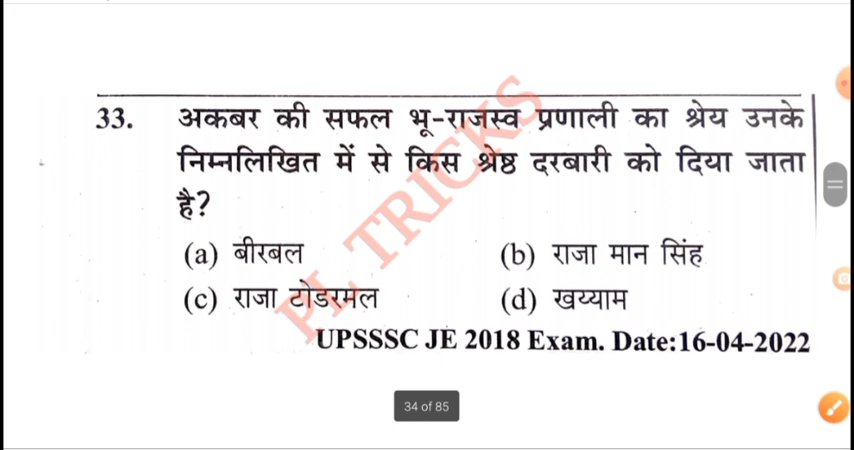 33. अकबर की सफल भू-राजस्व प्रणाली का श्रेय उनके
निम्नलिखित में से किस श्रेष्ठ दरबारी को दिया जाता
है?
(a) बीरबल (b) राजा मान सिंह
(c) राजा टोडरमल (d) खय्याम
UPSSSC JE 2018 Exam. Date:16-04-2022
PL TRICKS
34 of 85